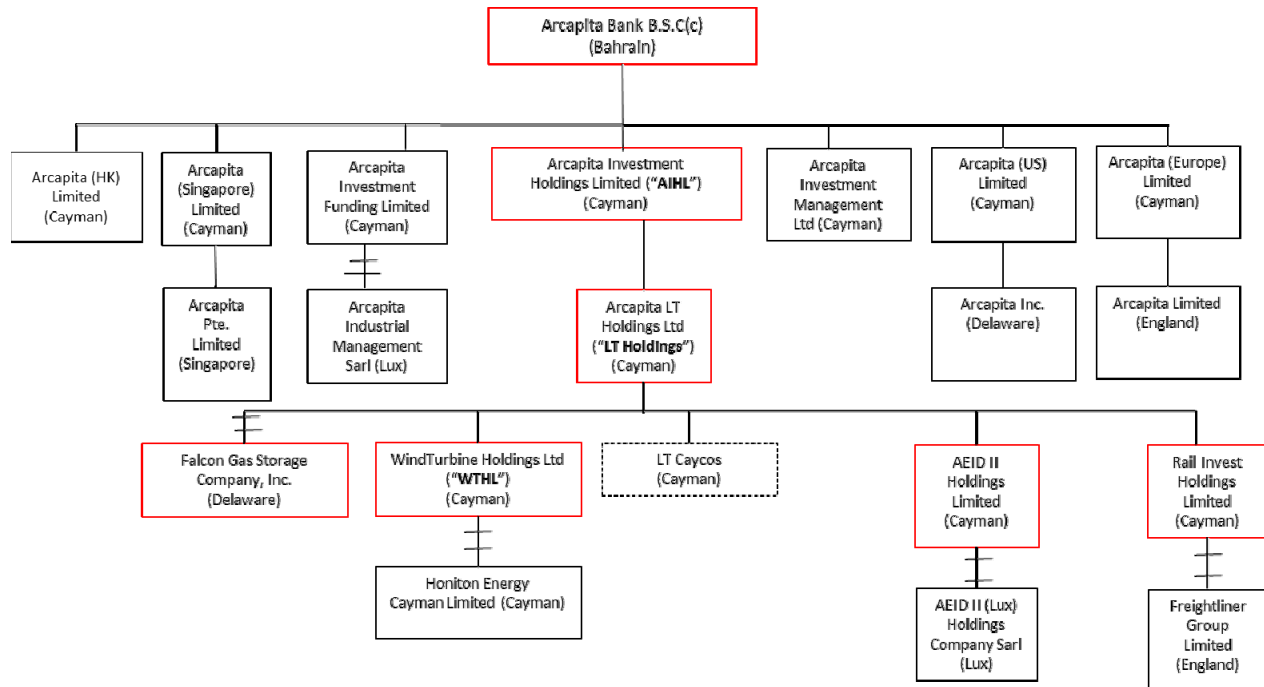 Arcapita Bank B.S.C(c)
(Bahrain)
Arcapita (HK)
Limited
(Cayman)
Arcapita
(Singapore)
Limited
(Cayman)
Arcapita
Investment
Funding Limited
(Cayman)
Arcapita Investment
Holdings Limited (“AIHL”)
(Cayman)
Arcapita
Investment
Management
Ltd (Cayman)
Arcapita (US)
Limited
(Cayman)
Arcapita (Europe)
Limited
(Cayman)
Arcapita
Pte.
Limited
(Singapore)
Arcapita
Industrial
Management
Sarl (Lux)
Arcapita LT
Holdings Ltd
(“LT Holdings”)
(Cayman)
Arcapita Inc.
(Delaware)
Arcapita Limited
(England)
Falcon Gas Storage
Company, Inc.
(Delaware)
WindTurbine Holdings Ltd
(“WTHL”)
(Cayman)
LT Caycos
(Cayman)
AEID II
Holdings
Limited
(Cayman)
Rail Invest
Holdings
Limited
(Cayman)
Honiton Energy
Cayman Limited (Cayman)
AEID II (Lux)
Holdings
Company Sarl
(Lux)
Freightliner
Group
Limited
(England)